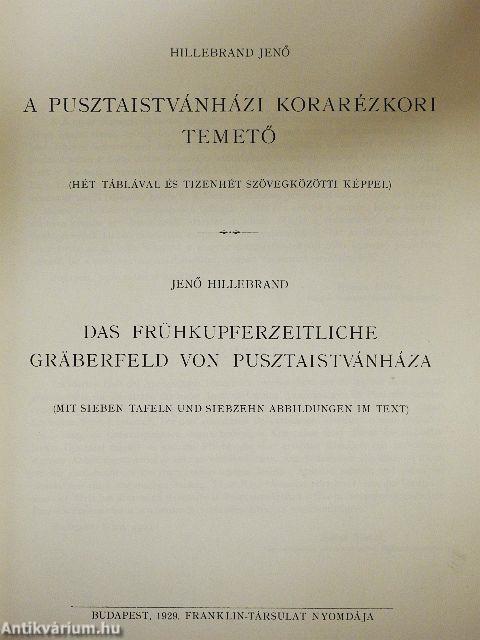 HILLEBRAND JENŐ
A PUSZTAISTVÁNHÁZI KORARÉZKORI
TEMETŐ
(HÉT TÁBLÁVAL ÉS TIZENHÉT SZÖVEGKÖZÖTTI KÉPPEL)
JENŐ HILLEBRAND
DAS FRÜHKUPFERZEITLICHE
GRÄBERFELD VON PUSZTAISTVÁNHÁZA
(MIT SIEBEN TAFELN UND SIEBZEHN ABBILDUNGEN IM TEXT)
BUDAPEST, 1929. FRANKLIN-TÁRSULAT NYOMDÁJA
Antikvárium.hu